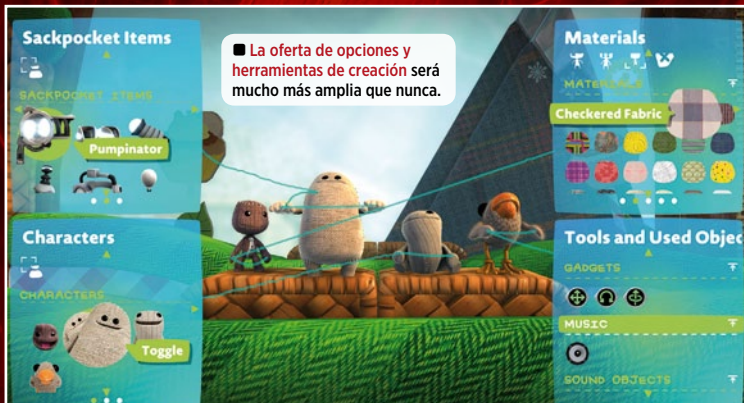 Sackpocket Items
SACKPOCKET ITEMS
Pumpinator
■ La oferta de opciones y
herramientas de creación será
mucho más amplia que nunca.
Materials
MATERIALS
Checkered Fabric
Characters
CHARACTERS
Toggle
Tools and Used Objec
GADGETS
MUSIC
SOUND OBJECTS